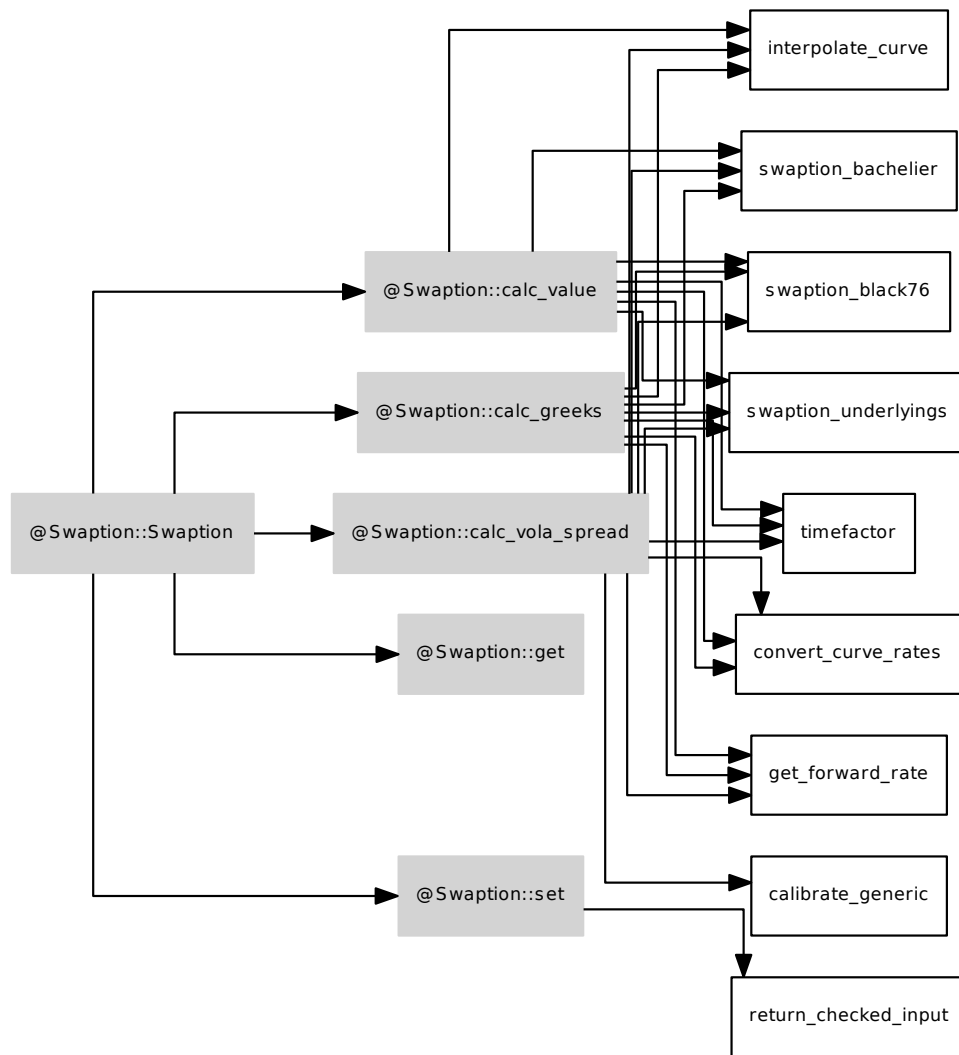 interpolate_curve
swaption_bachelier
@Swaption::calc_value
swaption_black76
@Swaption::calc_greeks
swaption_underlyings
@Swaption::Swaption
@Swaption::calc_vola_spread
timefactor
@Swaption::get
convert_curve_rates
get_forward_rate
@Swaption::set
calibrate_generic
return_checked_input